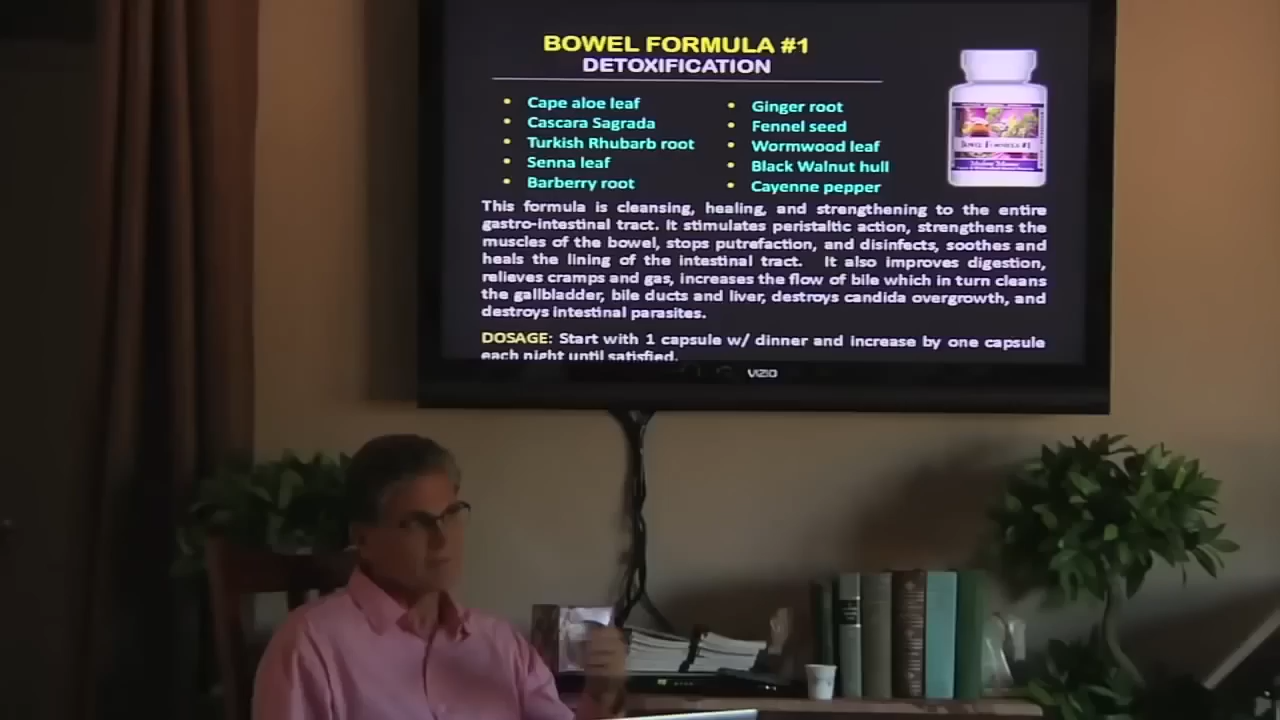 BOWEL FORMULA #1
DETOXIFICATION
• Cape aloe leaf
• Cascara Sagrada
• Turkish Rhubarb root
• Senna leaf
• Barberry root
• Ginger root
• Fennel seed
• Wormwood leaf
• Black Walnut hull
• Cayenne pepper
BOWEL FORMULA #1
This formula is cleansing, healing, and strengthening to the entire
gastro-intestinal tract. It stimulates peristaltic action, strengthens the
muscles of the bowel, stops putrefaction, and disinfects, soothes and
heals the lining of the intestinal tract. It also improves digestion,
relieves cramps and gas, increases the flow of bile which in turn cleans
the gallbladder, bile ducts and liver, destroys candida overgrowth, and
destroys intestinal parasites.
DOSAGE: Start with 1 capsule w/ dinner and increase by one capsule
each night until satisfied.
VIZIO